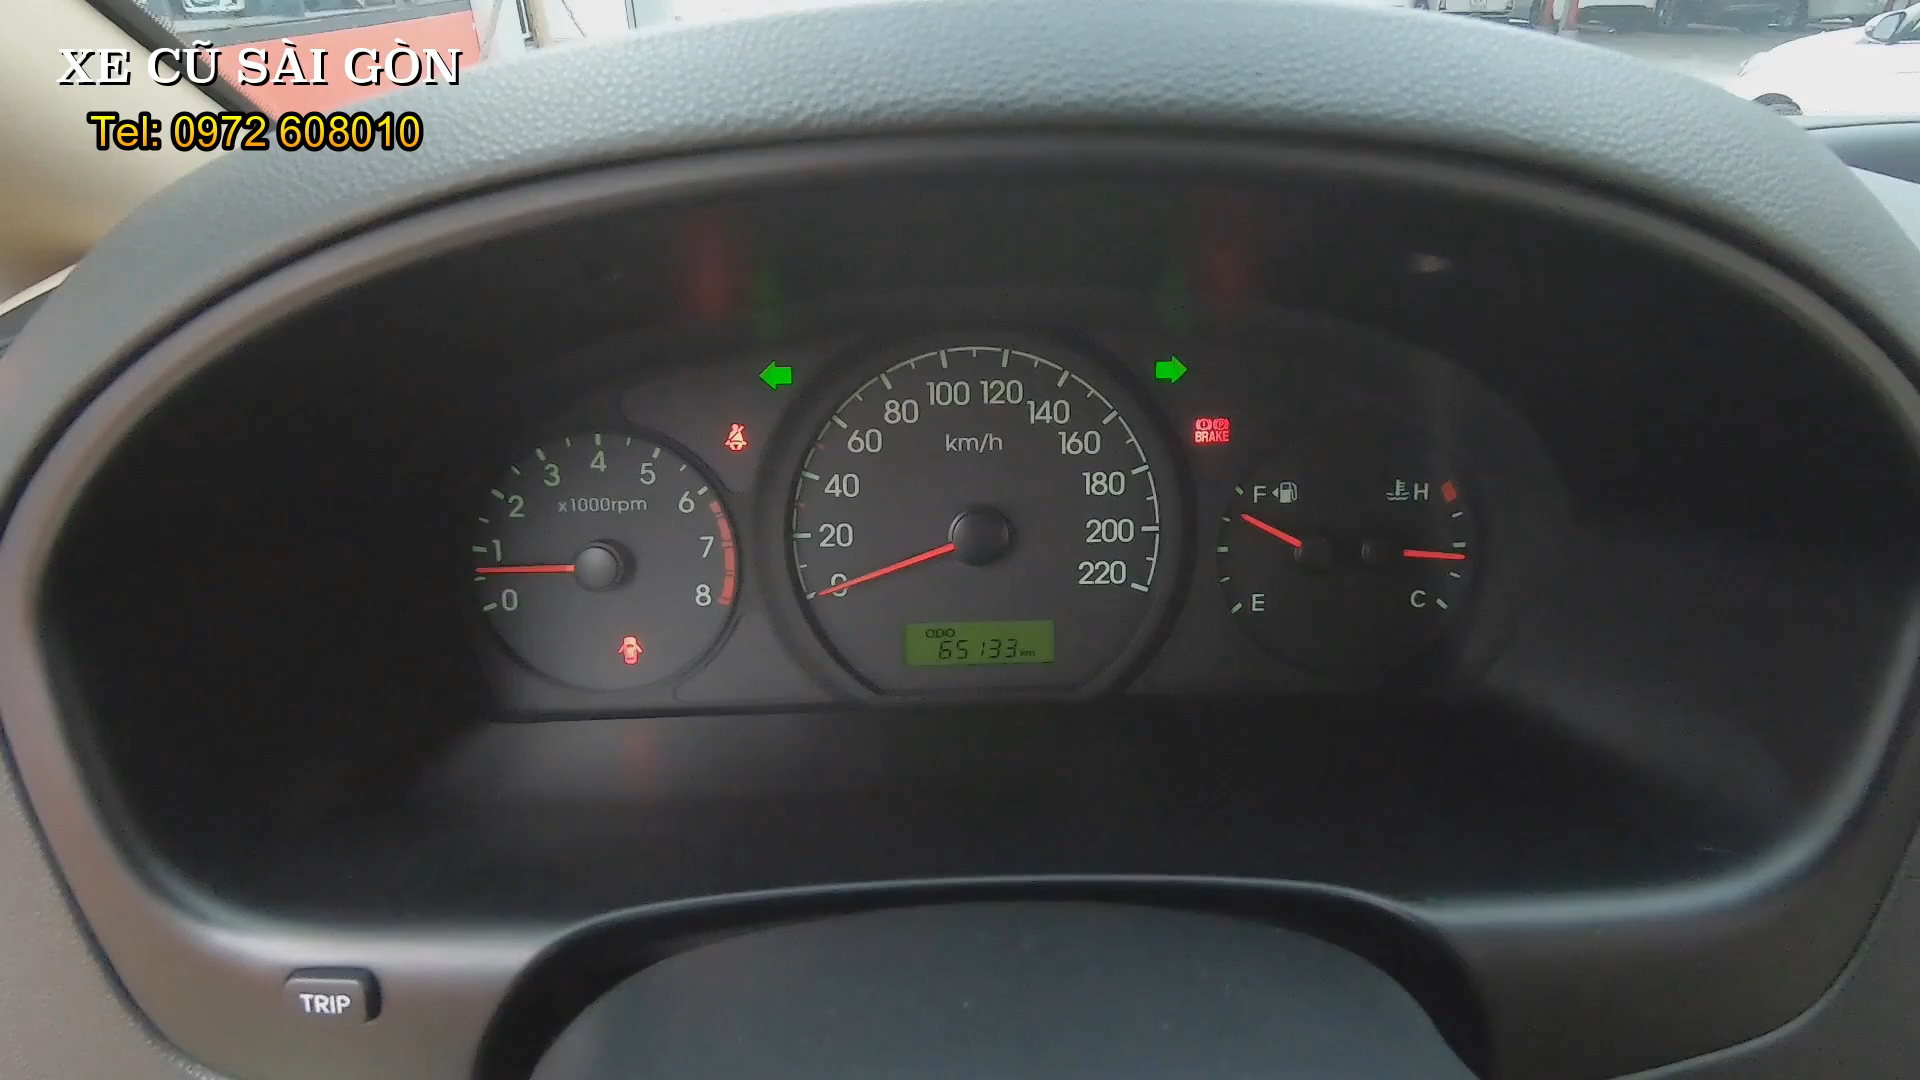 XE CŨ SÀI GÒN
Tel: 0972 608010
0 1 2 3 4 5 6 7 8
x1000rpm
0 20 40 60 80 100 120 140 160 180 200 220
km/h
ODO
65133 km
BRAKE
F
E
H
C
TRIP